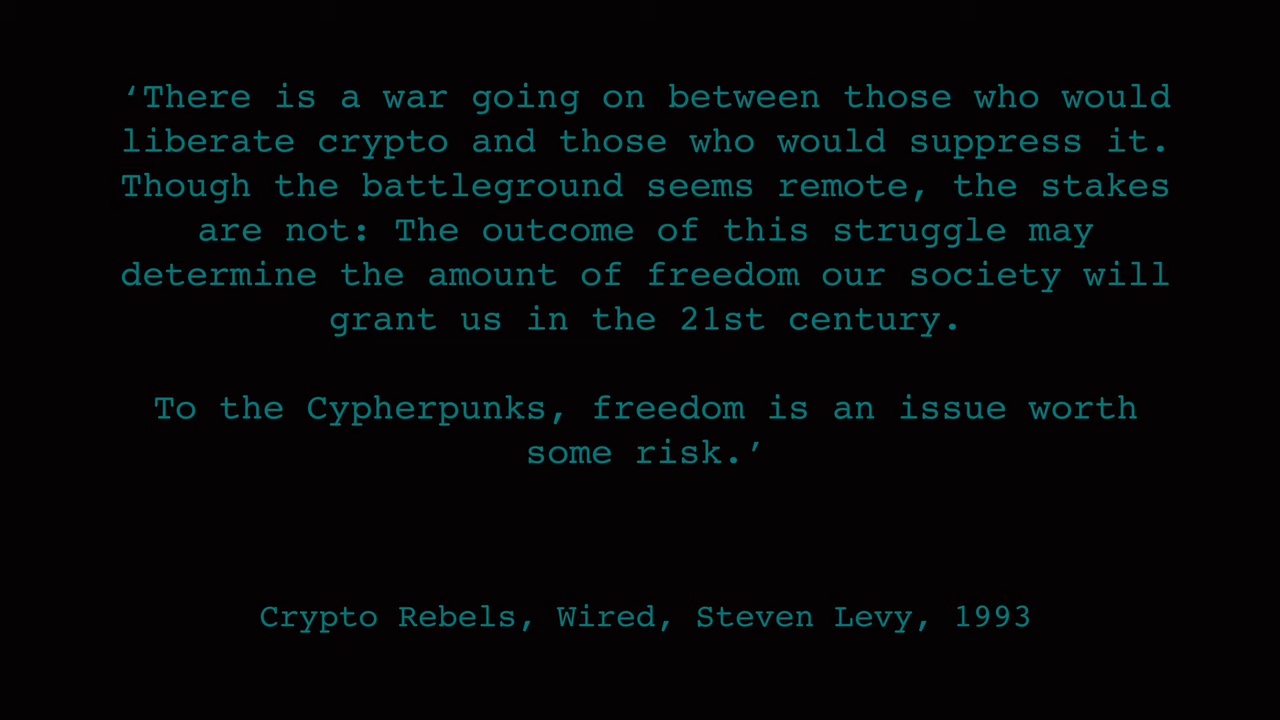 ‘There is a war going on between those who would
liberate crypto and those who would suppress it.
Though the battleground seems remote, the stakes
are not: The outcome of this struggle may
determine the amount of freedom our society will
grant us in the 21st century.
To the Cypherpunks, freedom is an issue worth
some risk.’
Crypto Rebels, Wired, Steven Levy, 1993